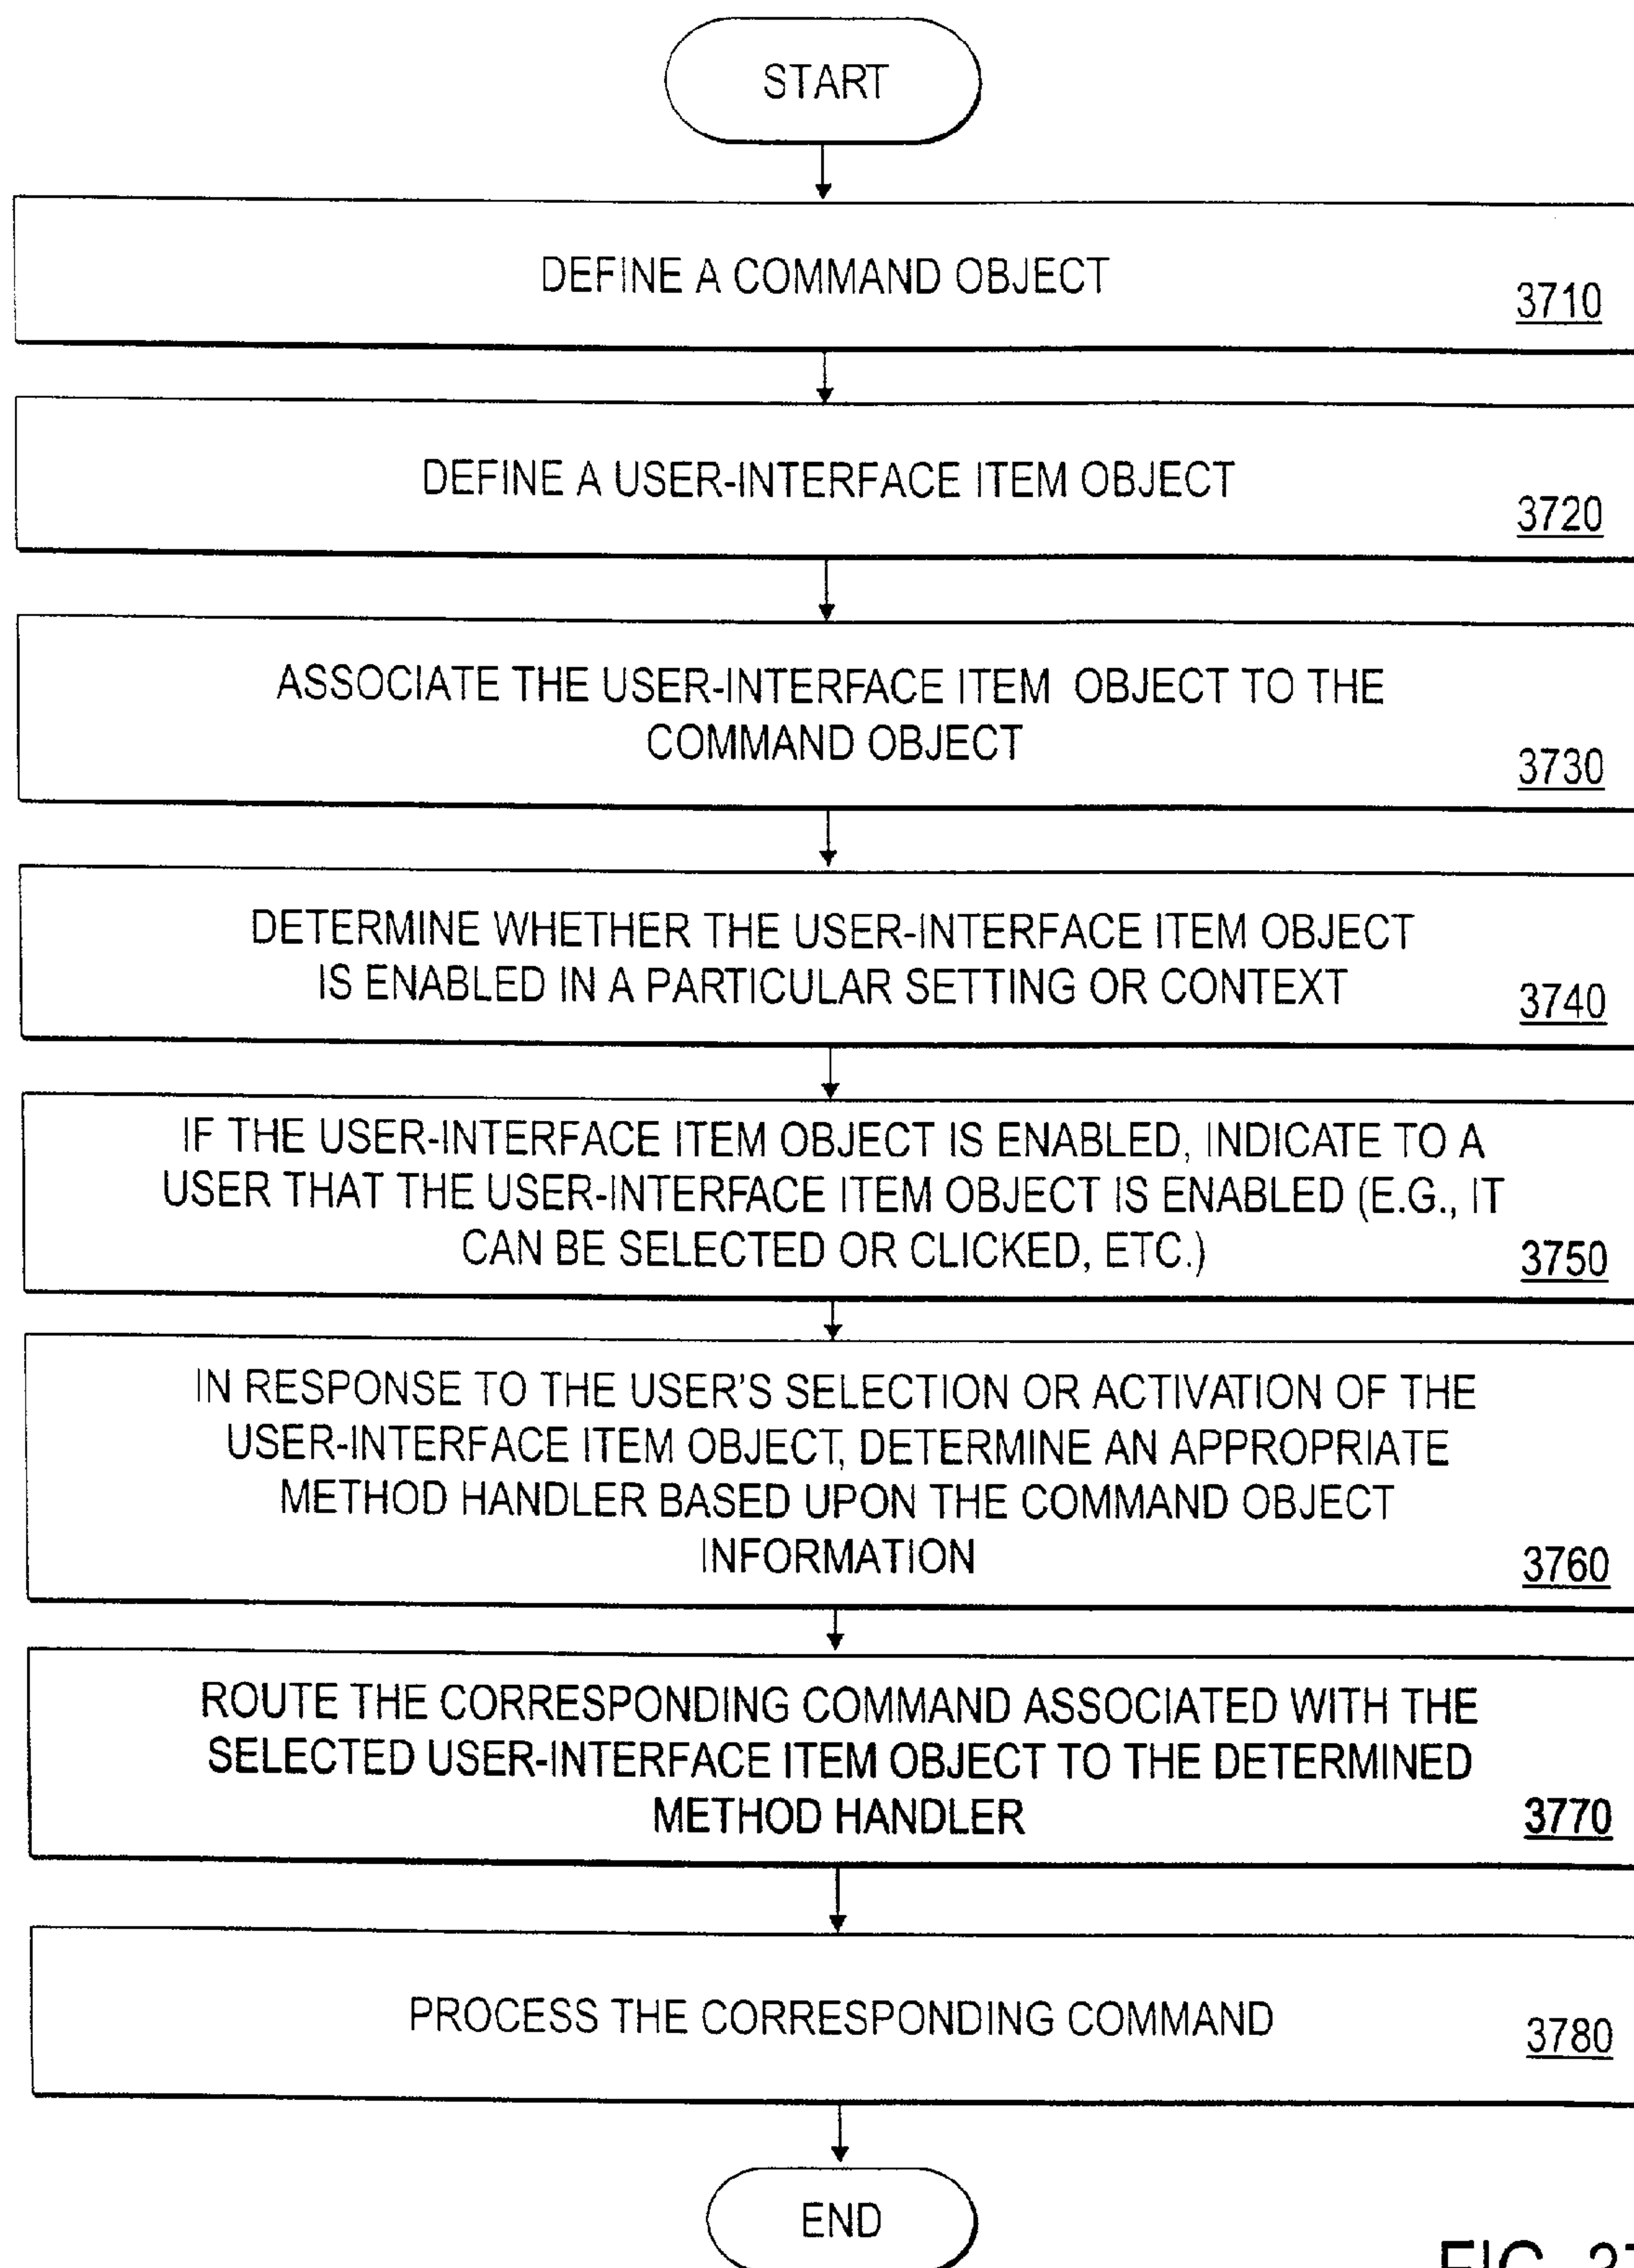 START
DEFINE A COMMAND OBJECT
3710
DEFINE A USER-INTERFACE ITEM OBJECT
3720
ASSOCIATE THE USER-INTERFACE ITEM OBJECT TO THE
COMMAND OBJECT
3730
DETERMINE WHETHER THE USER-INTERFACE ITEM OBJECT
IS ENABLED IN A PARTICULAR SETTING OR CONTEXT
3740
IF THE USER-INTERFACE ITEM OBJECT IS ENABLED, INDICATE TO A
USER THAT THE USER-INTERFACE ITEM OBJECT IS ENABLED (E.G., IT
CAN BE SELECTED OR CLICKED, ETC.)
3750
IN RESPONSE TO THE USER'S SELECTION OR ACTIVATION OF THE
USER-INTERFACE ITEM OBJECT, DETERMINE AN APPROPRIATE
METHOD HANDLER BASED UPON THE COMMAND OBJECT
INFORMATION
3760
ROUTE THE CORRESPONDING COMMAND ASSOCIATED WITH THE
SELECTED USER-INTERFACE ITEM OBJECT TO THE DETERMINED
METHOD HANDLER
3770
PROCESS THE CORRESPONDING COMMAND
3780
END
FIG.